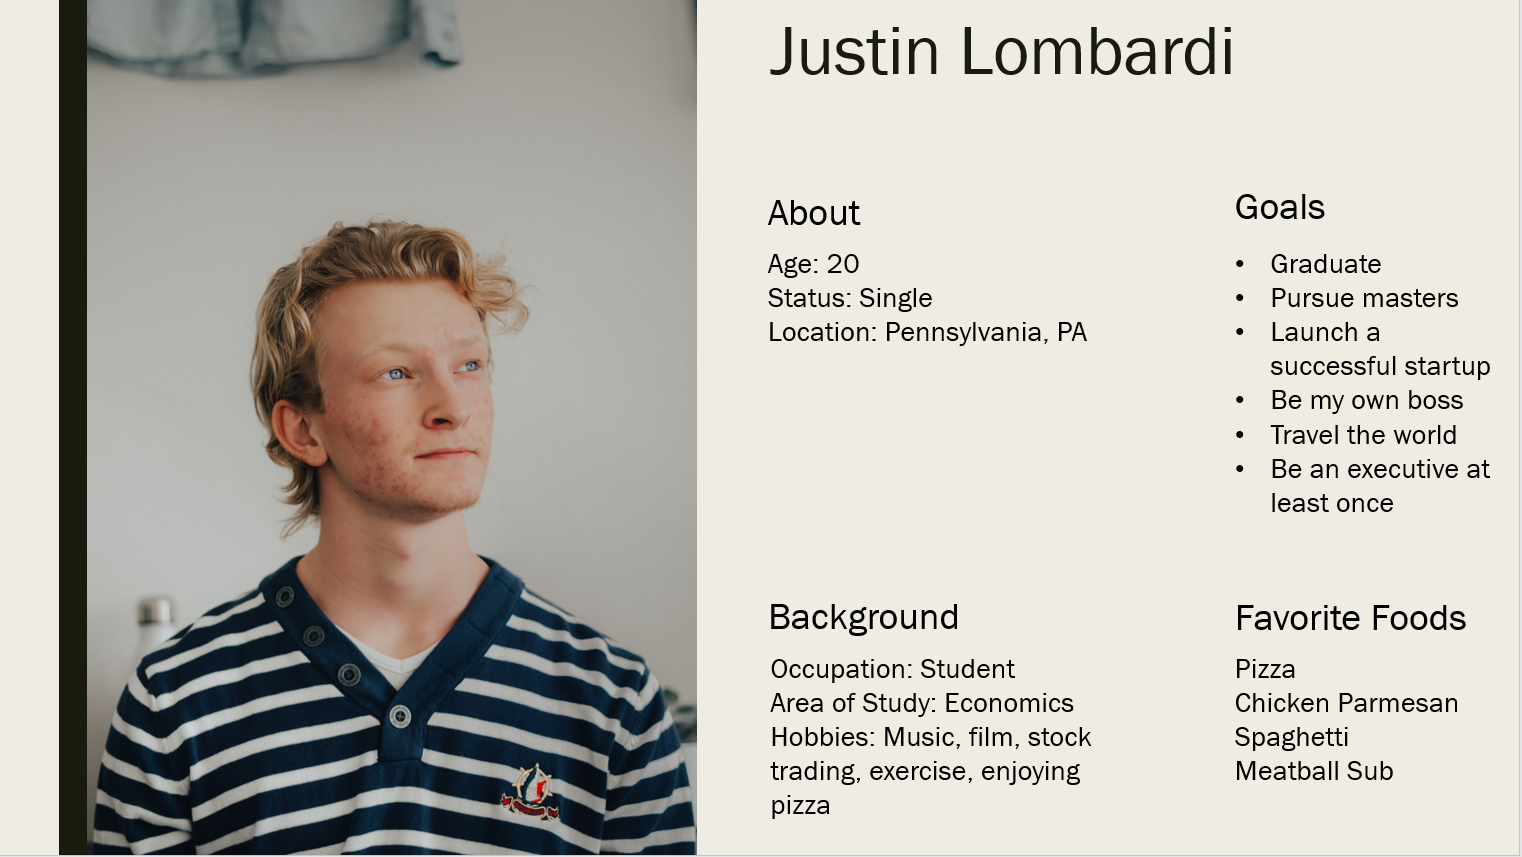 Justin Lombardi
About
Age: 20
Status: Single
Location: Pennsylvania, PA
Goals
• Graduate
• Pursue masters
• Launch a
successful startup
• Be my own boss
• Travel the world
• Be an executive at
least once
Background
Occupation: Student
Area of Study: Economics
Hobbies: Music, film, stock
trading, exercise, enjoying
pizza
Favorite Foods
Pizza
Chicken Parmesan
Spaghetti
Meatball Sub